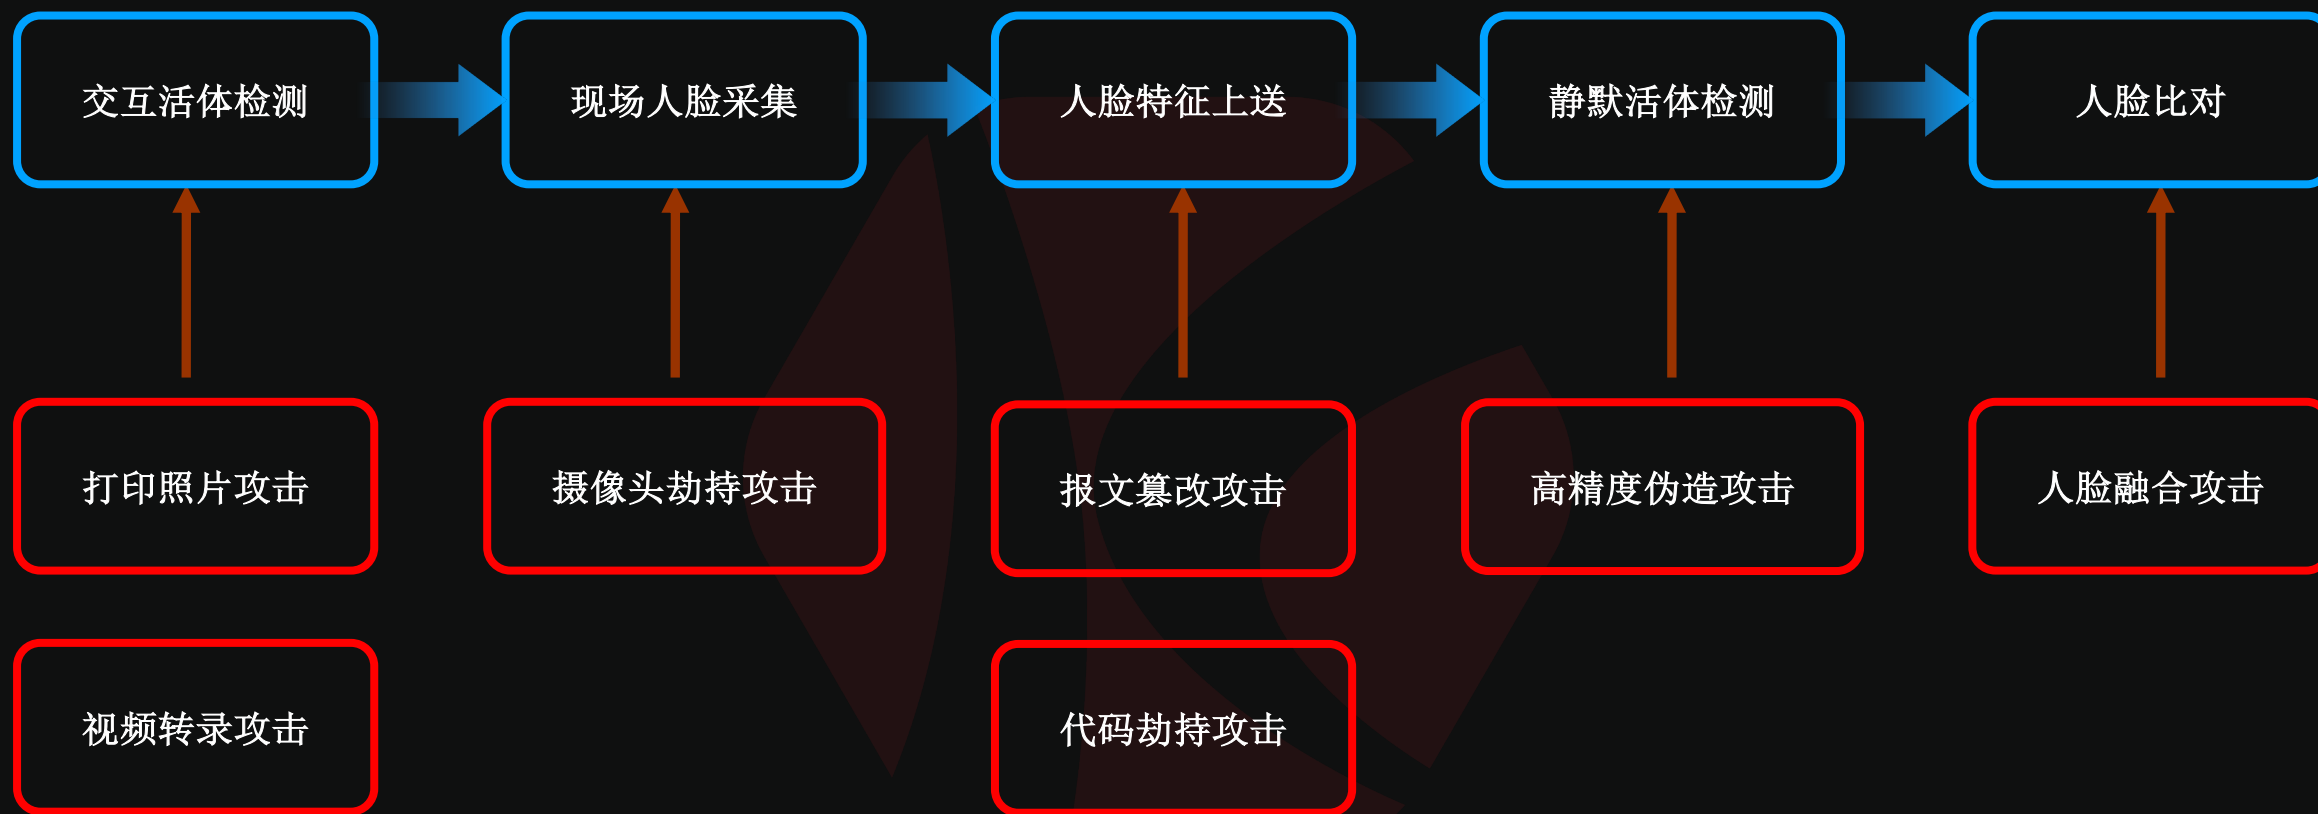 交互活体检测
现场人脸采集
人脸特征上送
静默活体检测
人脸比对
打印照片攻击
摄像头劫持攻击
报文篡改攻击
高精度伪造攻击
人脸融合攻击
视频转录攻击
代码劫持攻击